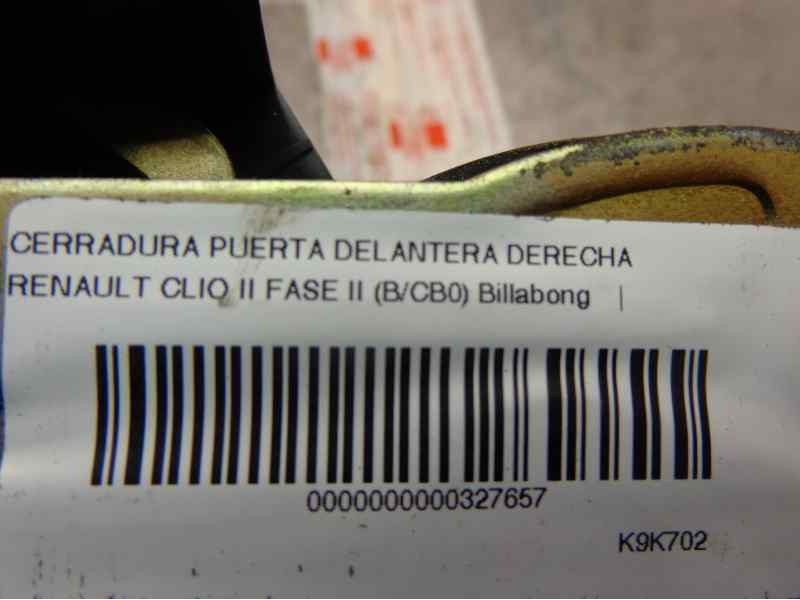 CERRADURA PUERTA DELANTERA DERECHA
RENAULT CLIO II FASE II (B/CB0) Billabong |
0000000000327657
K9K702